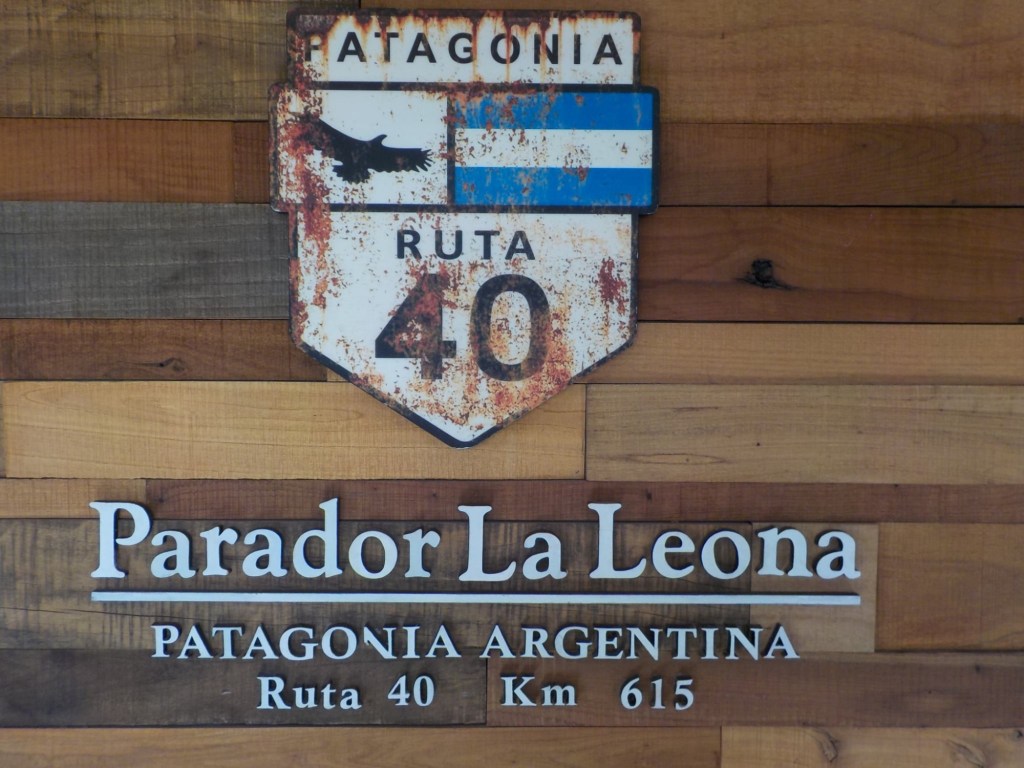 PATAGONIA
RUTA
40
Parador La Leona
PATAGONIA ARGENTINA
Ruta 40 Km 615